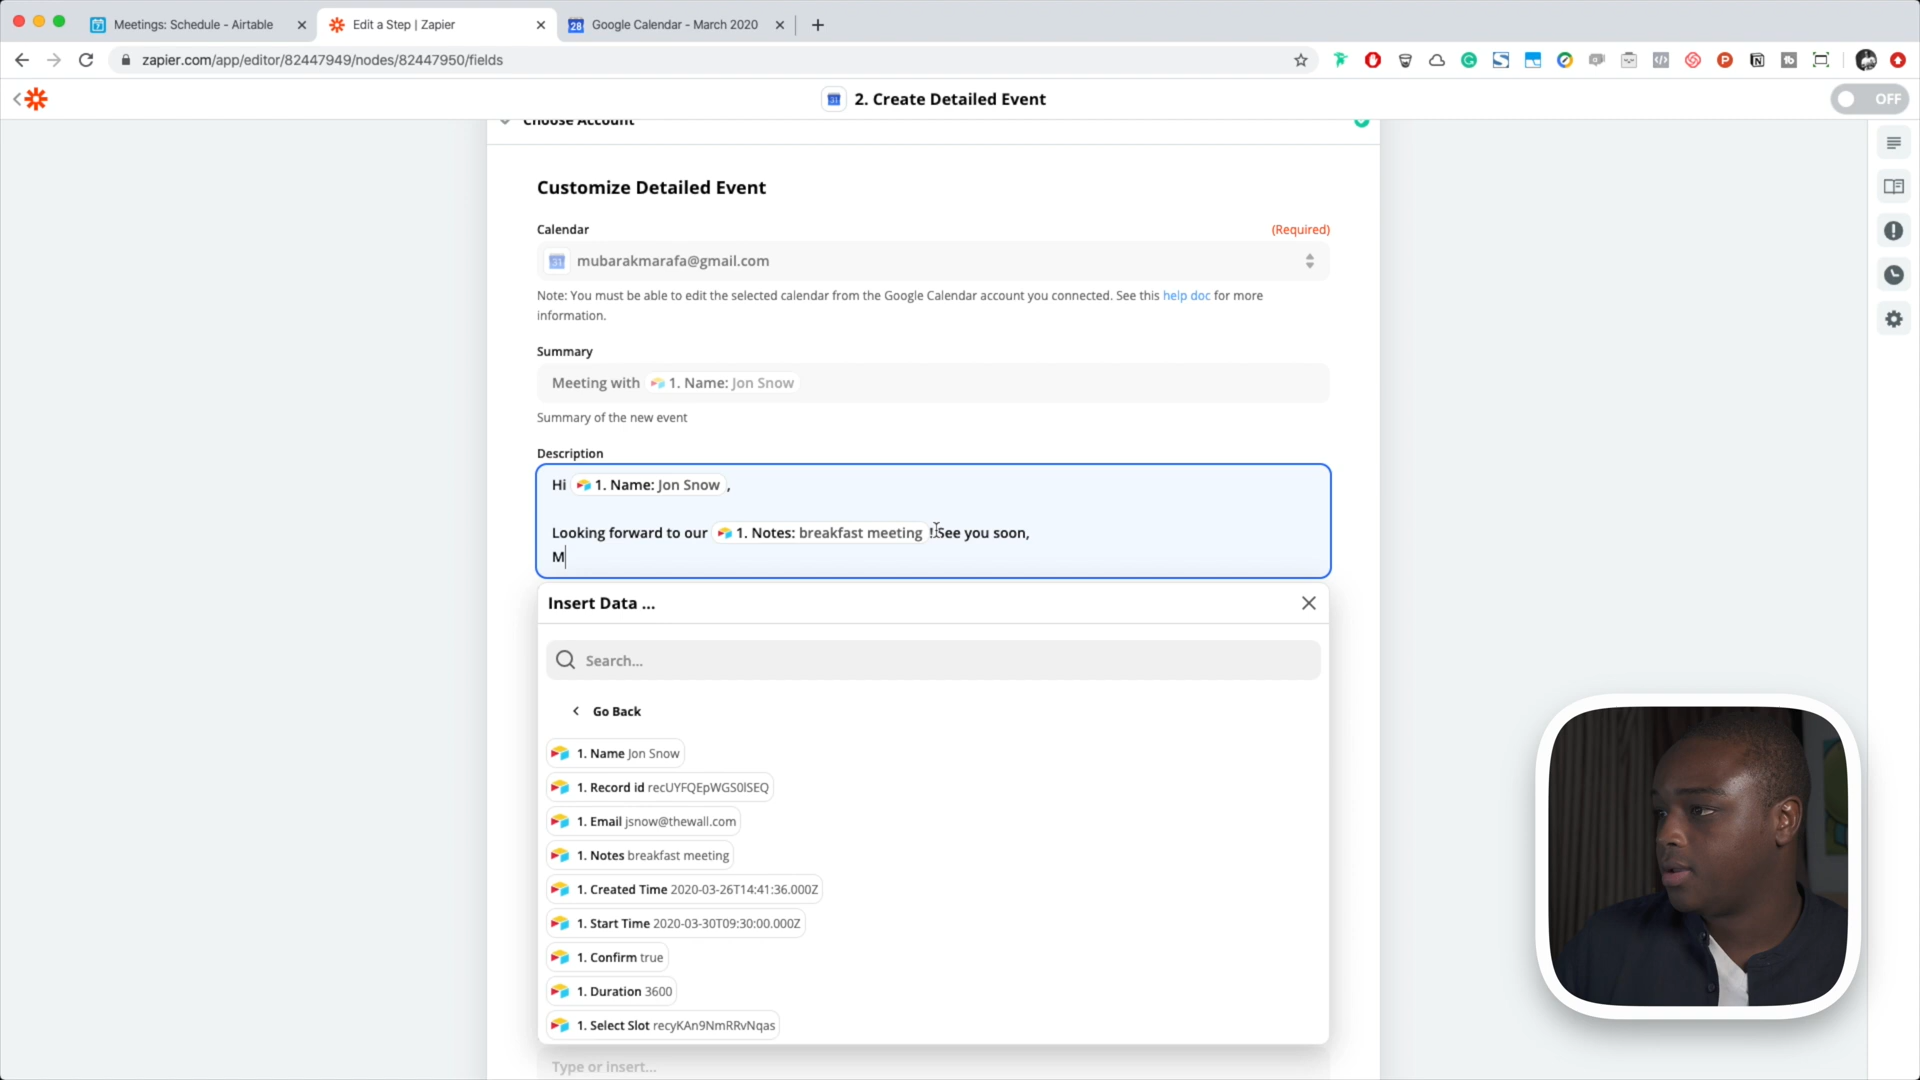 Meetings: Schedule - Airtable
Edit a Step | Zapier
28
Google Calendar - March 2020
zapier.com/app/editor/82447949/nodes/82447950/fields
31
2. Create Detailed Event
OFF
Choose Account
Customize Detailed Event
Calendar
(Required)
31
mubarakmarafa@gmail.com
Note: You must be able to edit the selected calendar from the Google Calendar account you connected. See this help doc for more
information.
Summary
Meeting with 1. Name: Jon Snow
Summary of the new event
Description
Hi 1. Name: Jon Snow ,
Looking forward to our 1. Notes: breakfast meeting !See you soon,
M
Insert Data ...
Search...
Go Back
1. Name Jon Snow
1. Record id recUYFQEpWGS0lSEQ
1. Email jsnow@thewall.com
1. Notes breakfast meeting
1. Created Time 2020-03-26T14:41:36.000Z
1. Start Time 2020-03-30T09:30:00.000Z
1. Confirm true
1. Duration 3600
1. Select Slot recyKAn9NmRRvNqas
Type or insert...